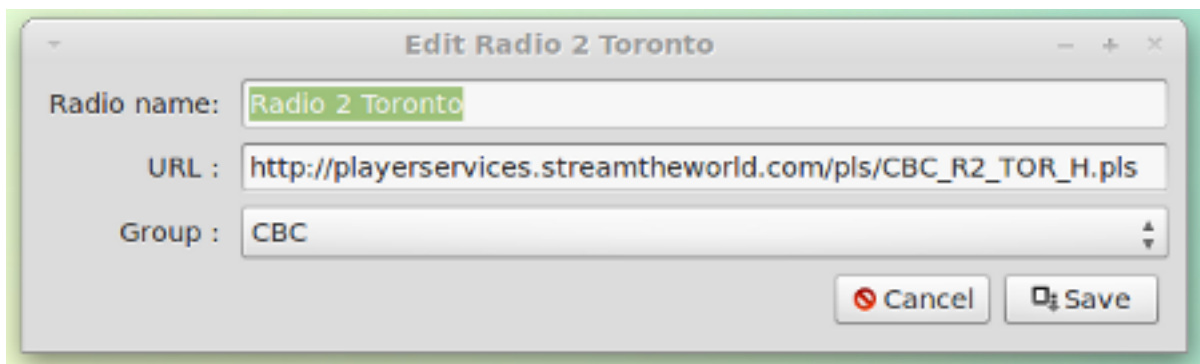 Edit Radio 2 Toronto
Radio name: Radio 2 Toronto
URL : http://playerservices.streamtheworld.com/pls/CBC_R2_TOR_H.pls
Group : CBC
Cancel Save